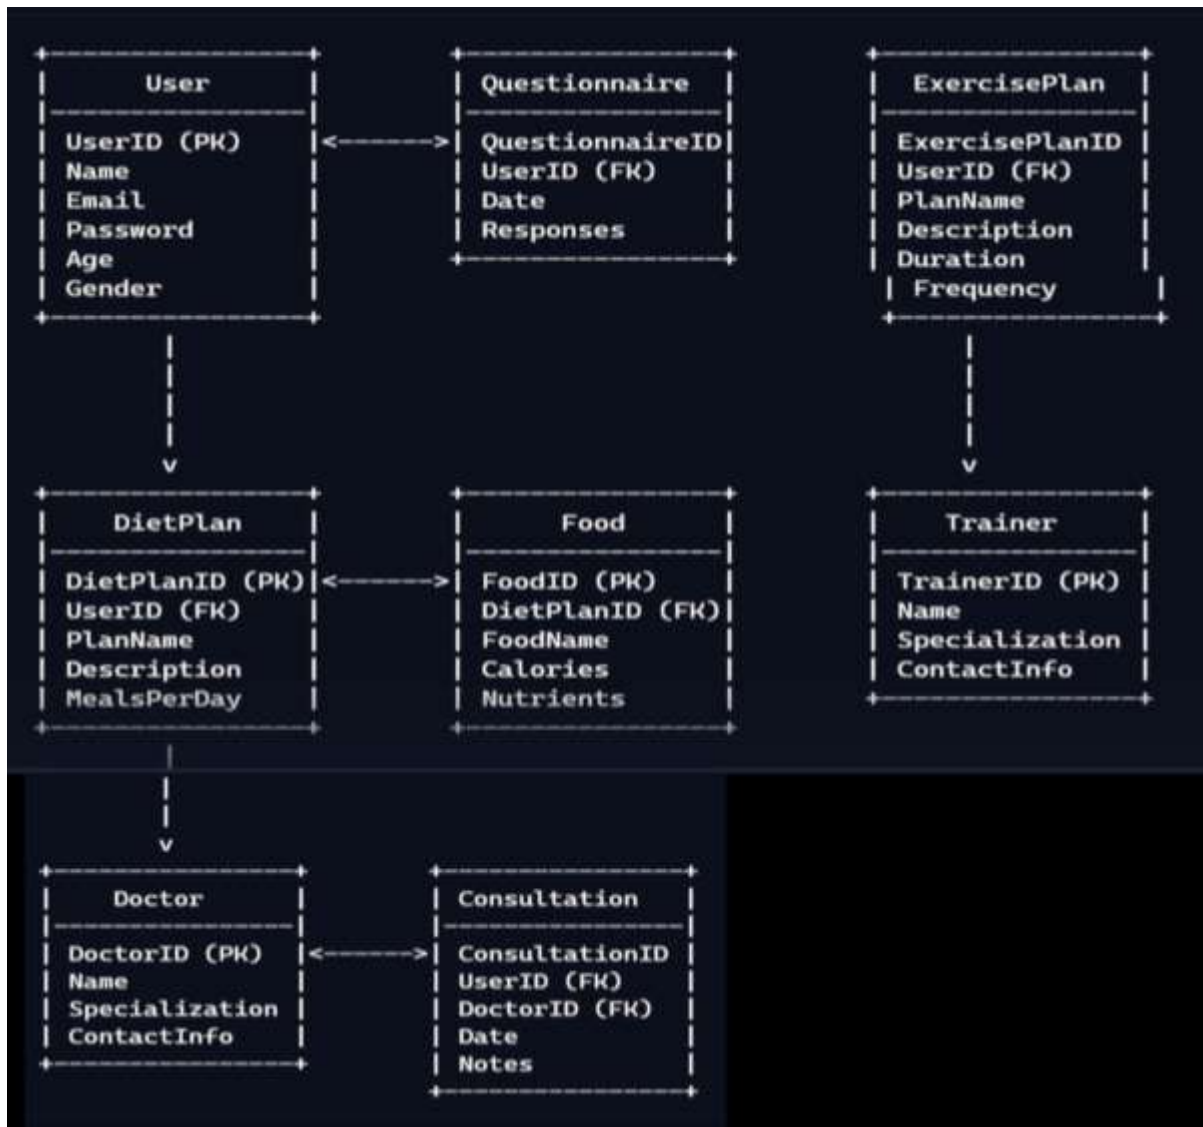 User
UserID (PK)
Name
Email
Password
Age
Gender
Questionnaire
QuestionnaireID
UserID (FK)
Date
Responses
ExercisePlan
ExercisePlanID
UserID (FK)
PlanName
Description
Duration
Frequency
DietPlan
DietPlanID (PK)
UserID (FK)
PlanName
Description
MealsPerDay
Food
FoodID (PK)
DietPlanID (FK)
FoodName
Calories
Nutrients
Trainer
TrainerID (PK)
Name
Specialization
ContactInfo
Doctor
DoctorID (PK)
Name
Specialization
ContactInfo
Consultation
ConsultationID
UserID (FK)
DoctorID (FK)
Date
Notes